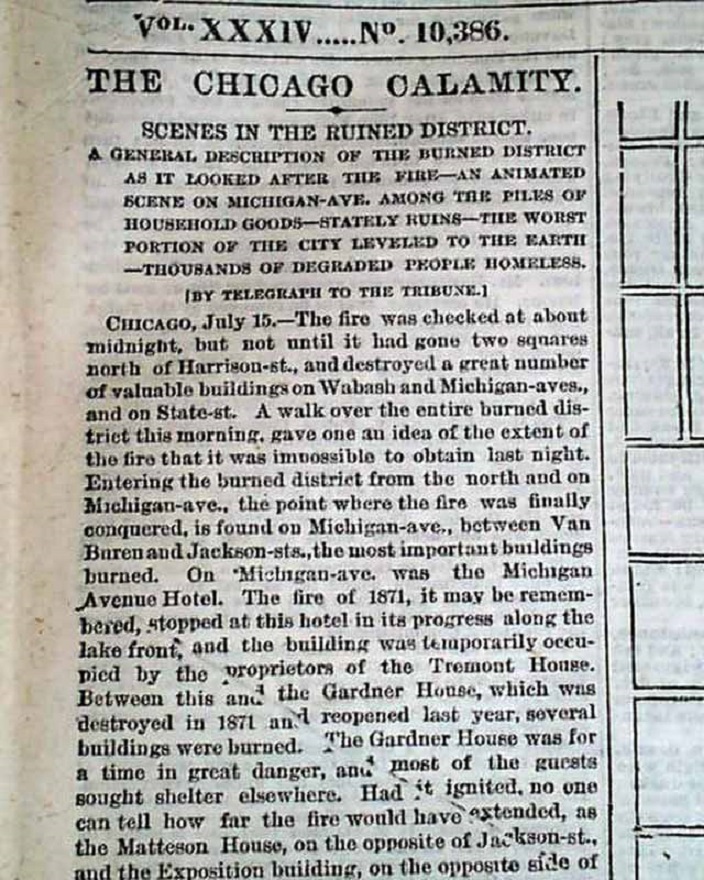 VOL. XXXIV.....No. 10,386.
THE CHICAGO CALAMITY.
SCENES IN THE RUINED DISTRICT.
A GENERAL DESCRIPTION OF THE BURNED DISTRICT
AS IT LOOKED AFTER THE FIRE—AN ANIMATED
SCENE ON MICHIGAN-AVE. AMONG THE PILES OF
HOUSEHOLD GOODS—STATELY RUINS—THE WORST
PORTION OF THE CITY LEVELED TO THE EARTH
—THOUSANDS OF DEGRADED PEOPLE HOMELESS.
[BY TELEGRAPH TO THE TRIBUNE.]
CHICAGO, July 15.—The fire was checked at about
midnight, but not until it had gone two squares
north of Harrison-st., and destroyed a great number
of valuable buildings on Wabash and Michigan-aves.,
and on State-st. A walk over the entire burned dis-
trict this morning, gave one an idea of the extent of
the fire that it was impossible to obtain last night.
Entering the burned district from the north and on
Michigan-ave., the point where the fire was finally
conquered, is found on Michigan-ave., between Van
Buren and Jackson-sts., the most important buildings
burned. On Michigan-ave. was the Michigan
Avenue Hotel. The fire of 1871, it may be remem-
bered, stopped at this hotel in its progress along the
lake front, and the building was temporarily occu-
pied by the proprietors of the Tremont House.
Between this and the Gardner House, which was
destroyed in 1871 and reopened last year, several
buildings were burned. The Gardner House was for
a time in great danger, and most of the guests
sought shelter elsewhere. Had it ignited, no one
can tell how far the fire would have extended, as
the Matteson House, on the opposite of Jackson-st.,
and the Exposition building, on the opposite side of